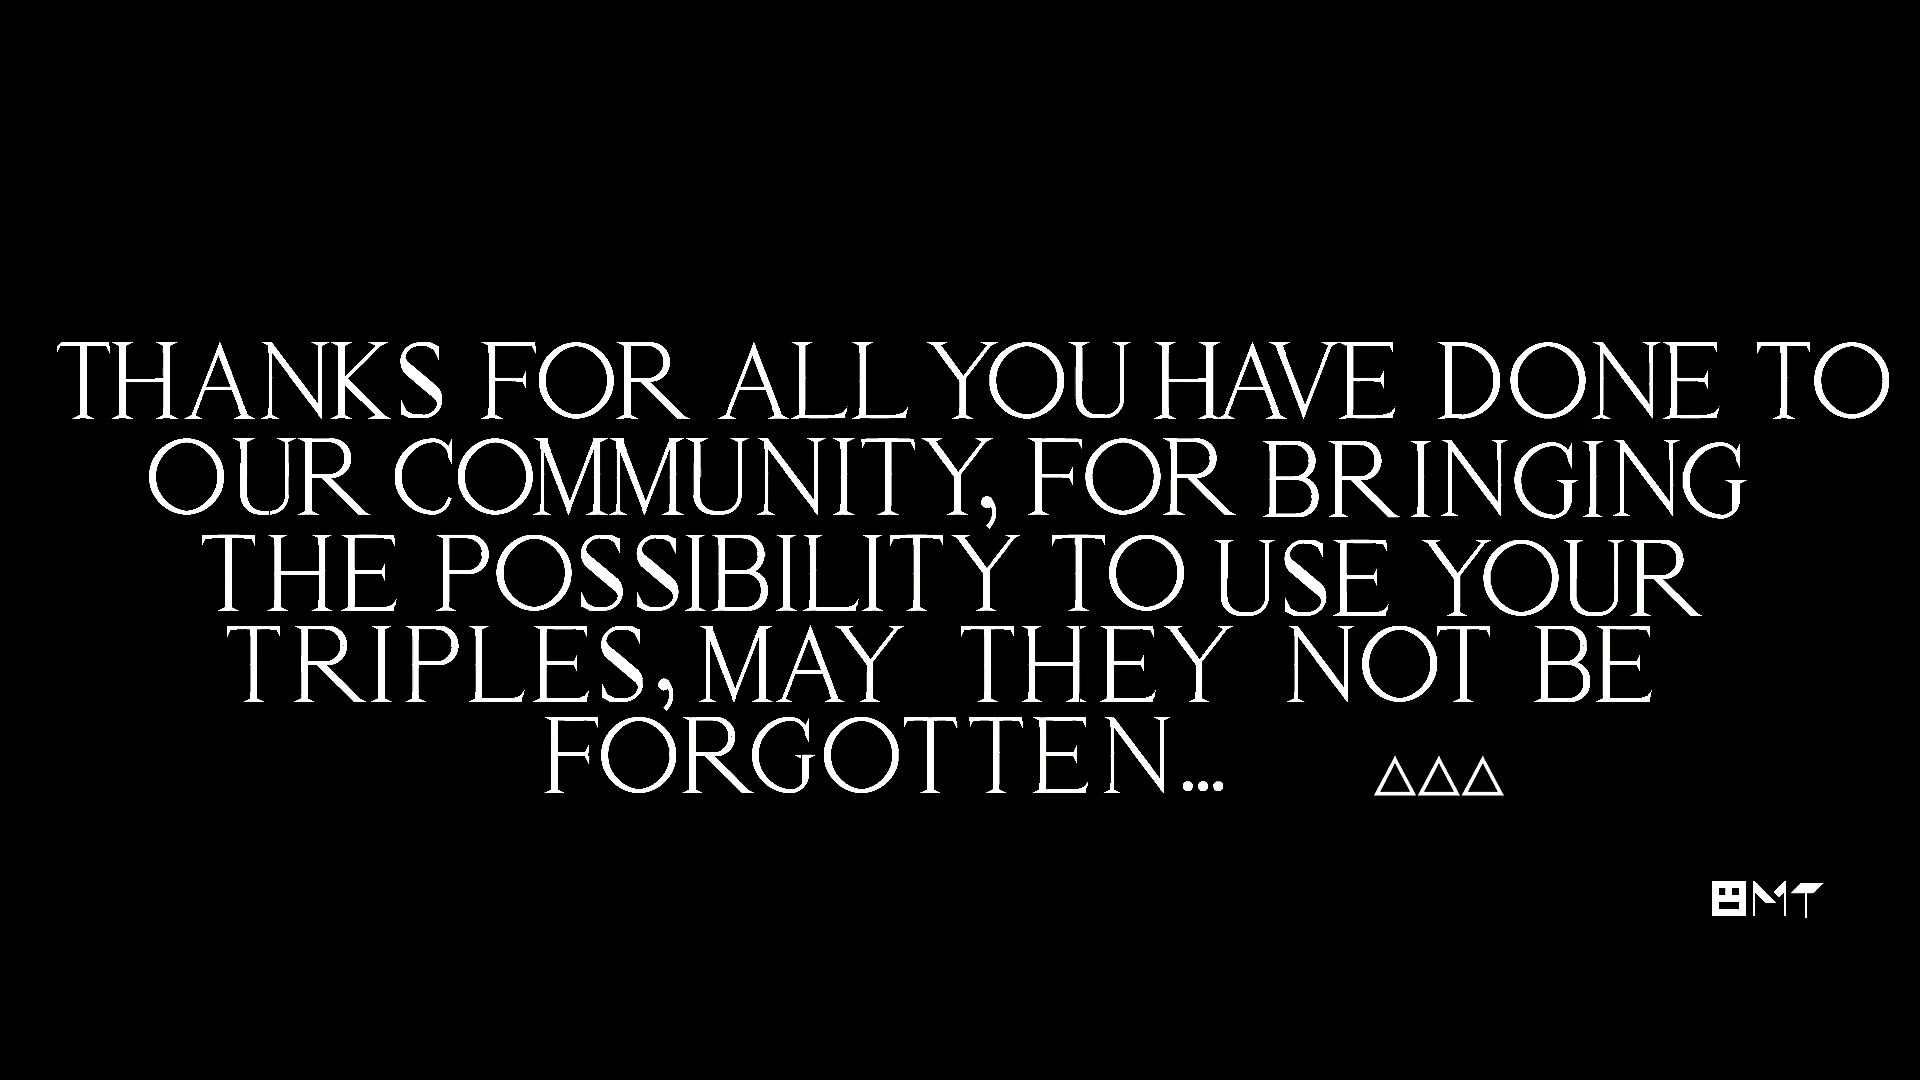 THANKS FOR ALL YOU HAVE DONE TO
OUR COMMUNITY, FOR BRINGING
THE POSSIBILITY TO USE YOUR
TRIPLES, MAY THEY NOT BE
FORGOTTEN... △△△
MT